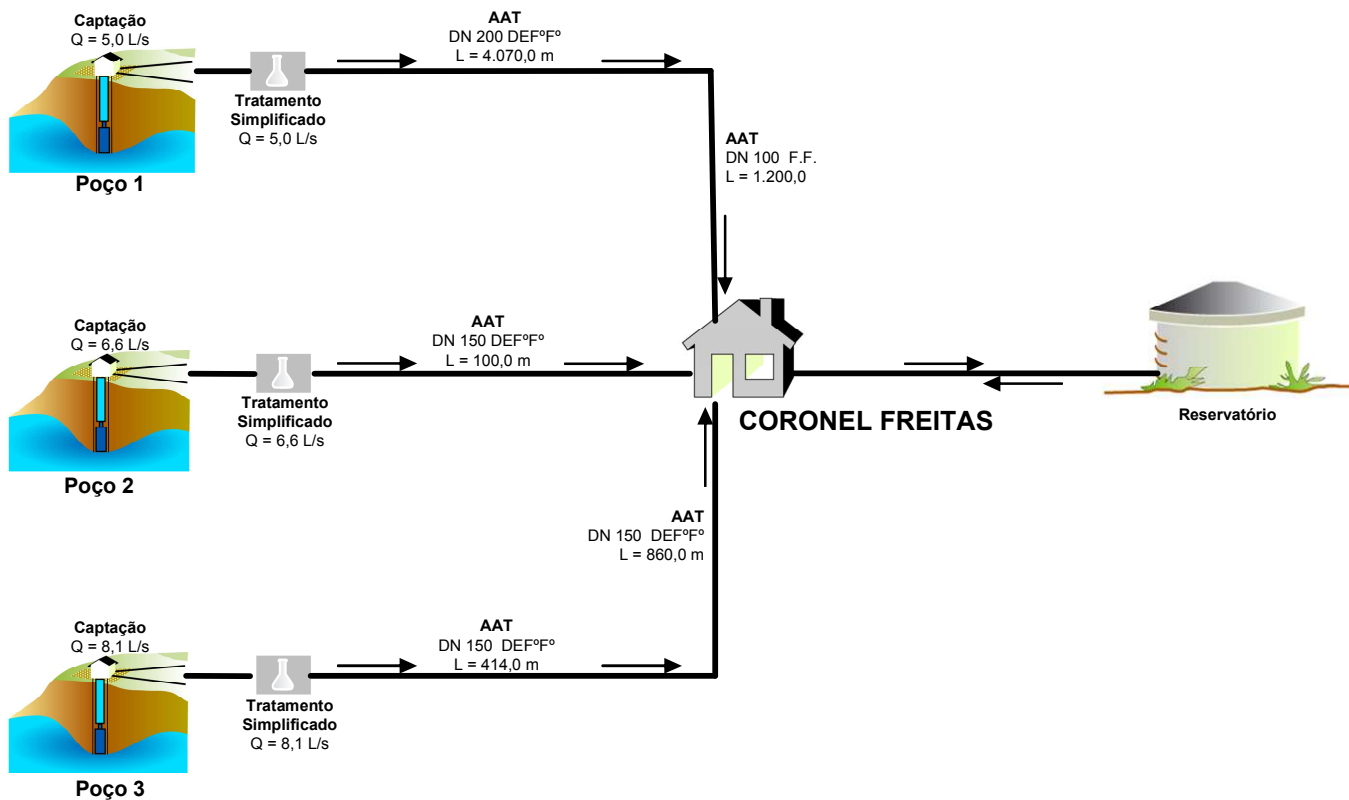 Captação
Q = 5,0 L/s
AAT
DN 200 DEFºFº
L = 4.070,0 m
Tratamento
Simplificado
Q = 5,0 L/s
Poço 1
AAT
DN 100 F.F.
L = 1.200,0
Captação
Q = 6,6 L/s
AAT
DN 150 DEFºFº
L = 100,0 m
Tratamento
Simplificado
Q = 6,6 L/s
Poço 2
CORONEL FREITAS
Reservatório
AAT
DN 150 DEFºFº
L = 860,0 m
Captação
Q = 8,1 L/s
AAT
DN 150 DEFºFº
L = 414,0 m
Tratamento
Simplificado
Q = 8,1 L/s
Poço 3